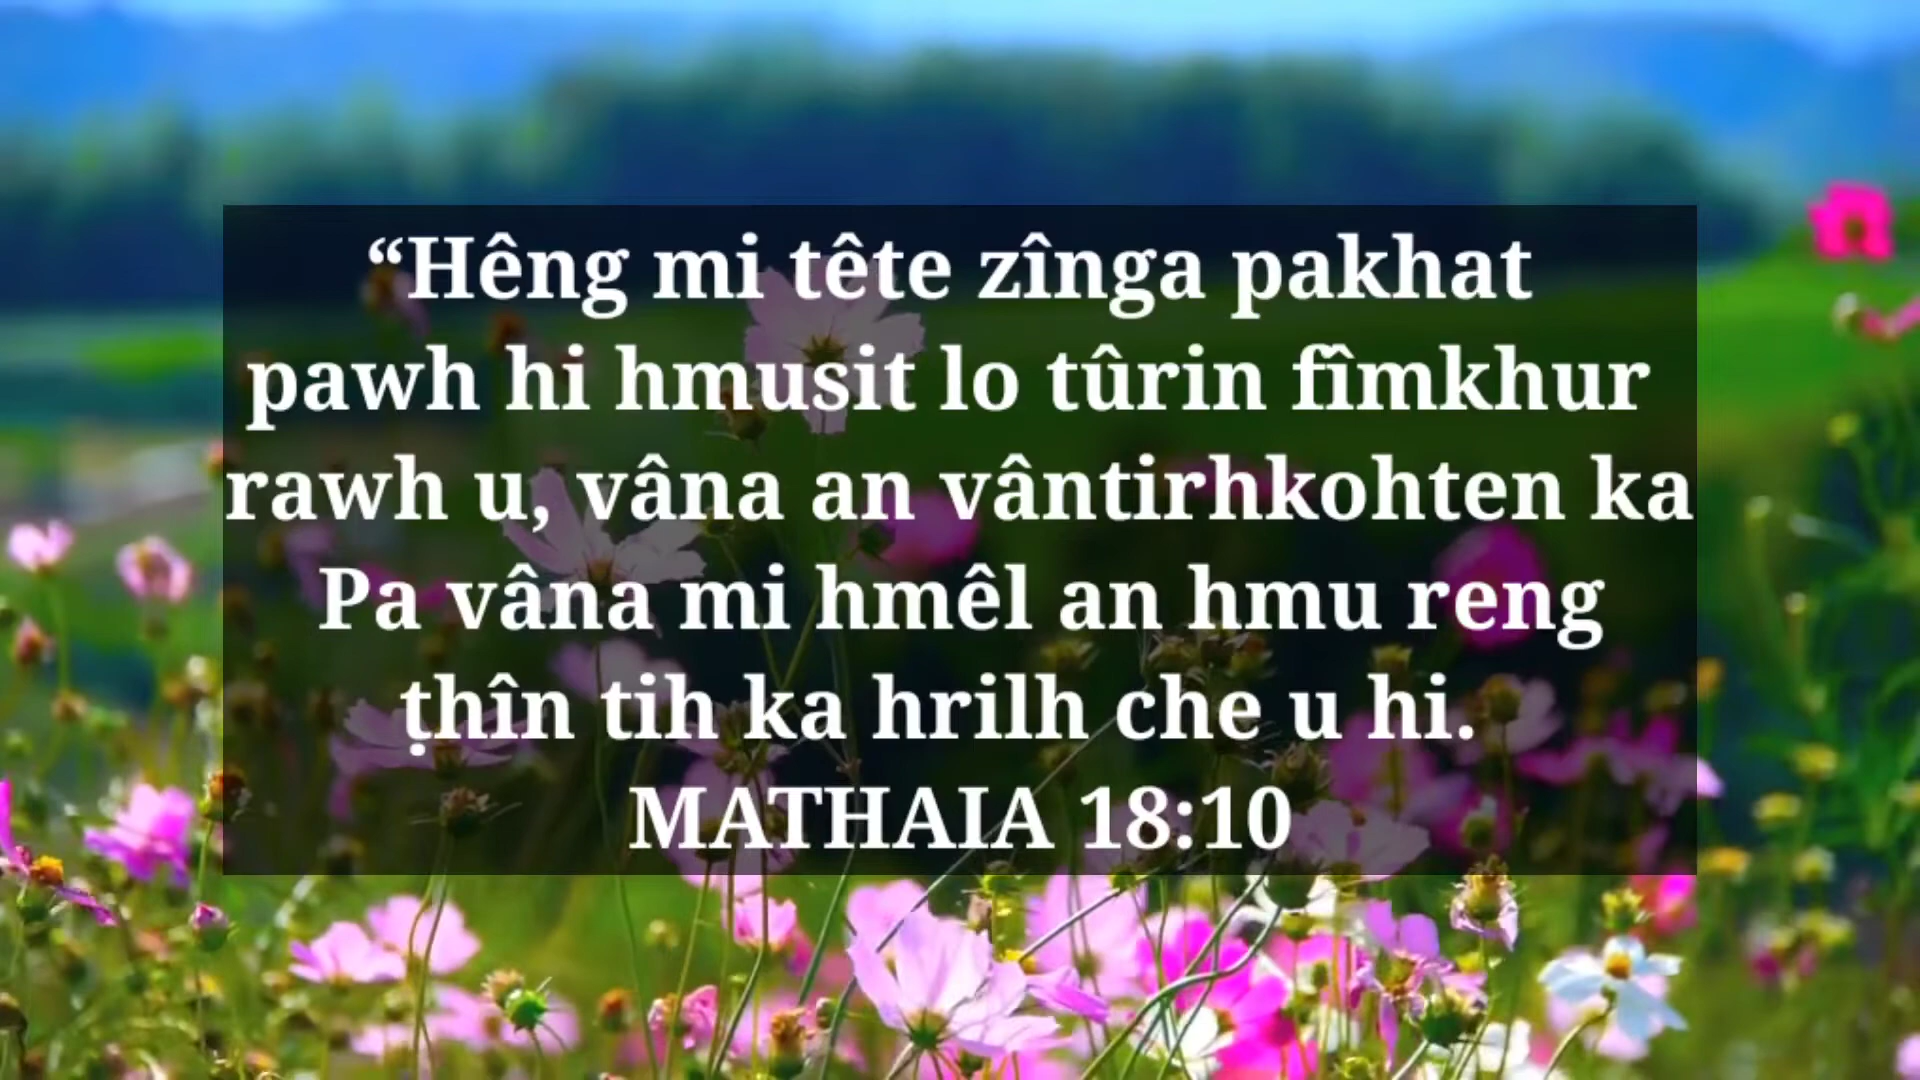 “Hêng mi tête zînga pakhat
pawh hi hmusit lo tûrin fîmkhur
rawh u, vâna an vântirhkohten ka
Pa vâna mi hmêl an hmu reng
ṭhîn tih ka hrilh che u hi.
MATHAIA 18:10